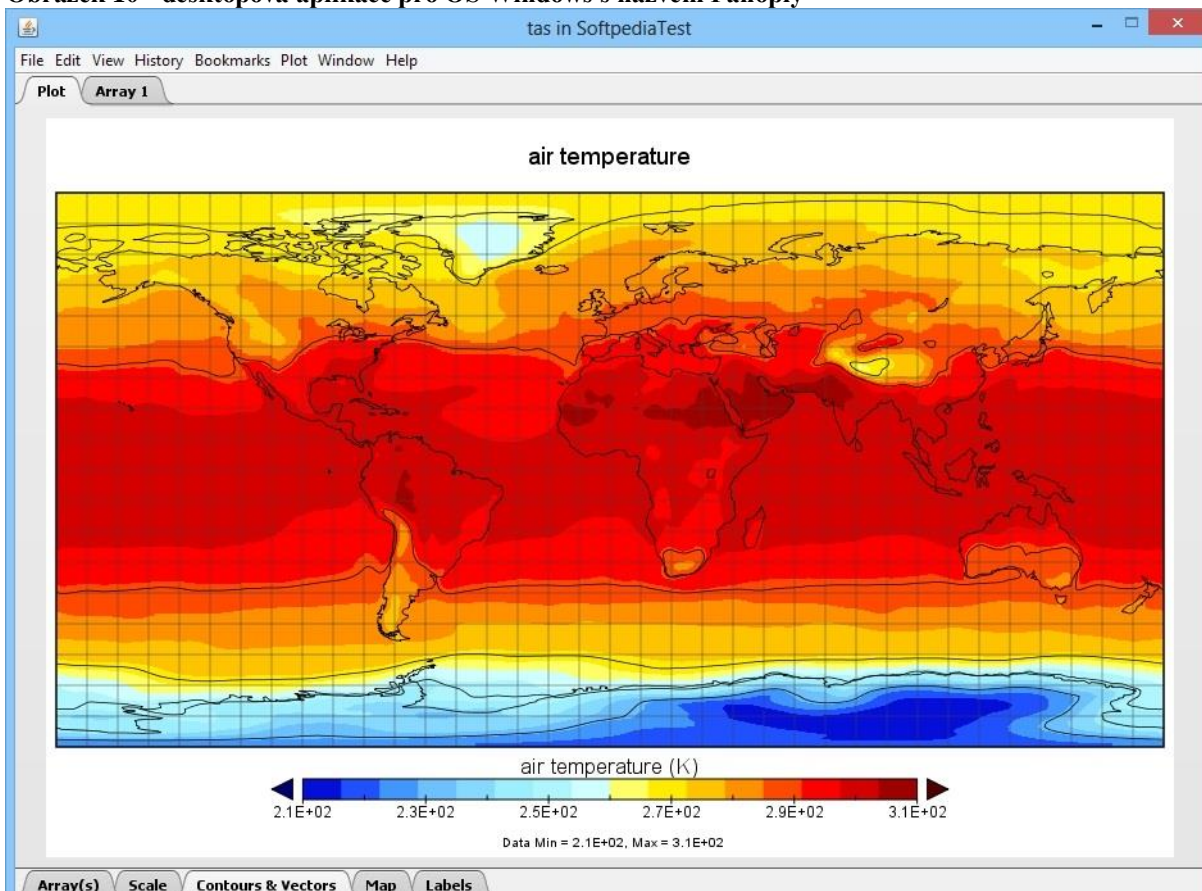 Obrázek 10 - desktopová aplikace pro OS Windows s názvem Panoply
tas in SoftpediaTest
File Edit View History Bookmarks Plot Window Help
Plot Array 1
air temperature
air temperature (K)
2.1E+02 2.3E+02 2.5E+02 2.7E+02 2.9E+02 3.1E+02
Data Min = 2.1E+02, Max = 3.1E+02
Array(s) Scale Contours & Vectors Map Labels